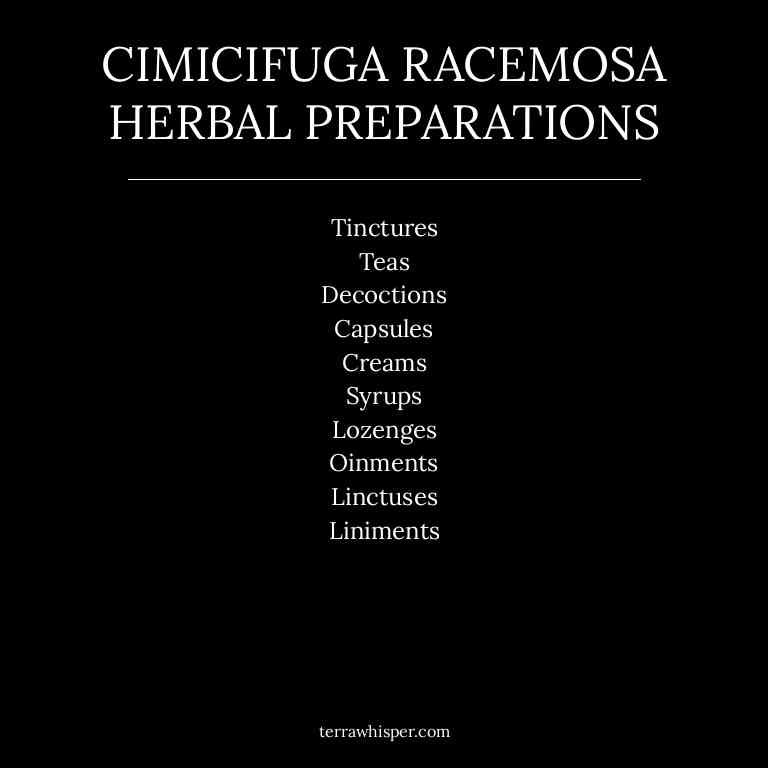 CIMICIFUGA RACEMOSA
HERBAL PREPARATIONS
Tinctures
Teas
Decoctions
Capsules
Creams
Syrups
Lozenges
Oinments
Linctuses
Liniments
terrawhisper.com